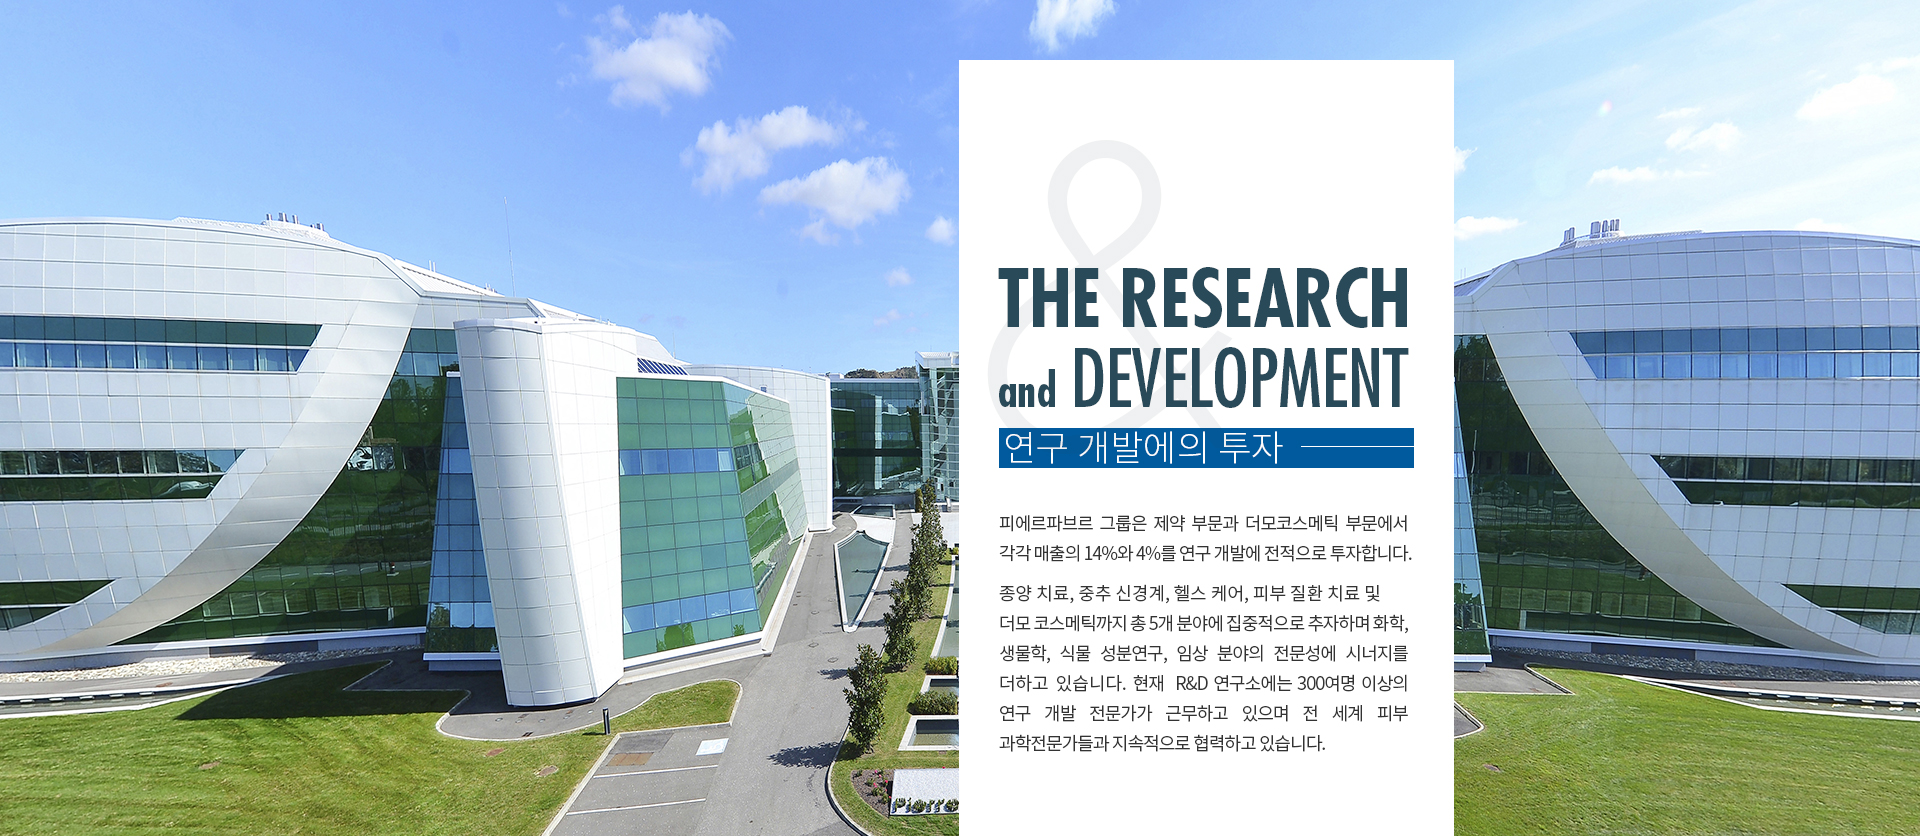 &
THE RESEARCH
and DEVELOPMENT
연구 개발에의 투자
피에르파브르 그룹은 제약 부문과 더모코스메틱 부문에서
각각 매출의 14%와 4%를 연구 개발에 전적으로 투자합니다.
종양 치료, 중추 신경계, 헬스 케어, 피부 질환 치료 및
더모 코스메틱까지 총 5개 분야에 집중적으로 추자하며 화학,
생물학, 식물 성분연구, 임상 분야의 전문성에 시너지를
더하고 있습니다. 현재 R&D 연구소에는 300여명 이상의
연구 개발 전문가가 근무하고 있으며 전 세계 피부
과학전문가들과 지속적으로 협력하고 있습니다.
Pierre